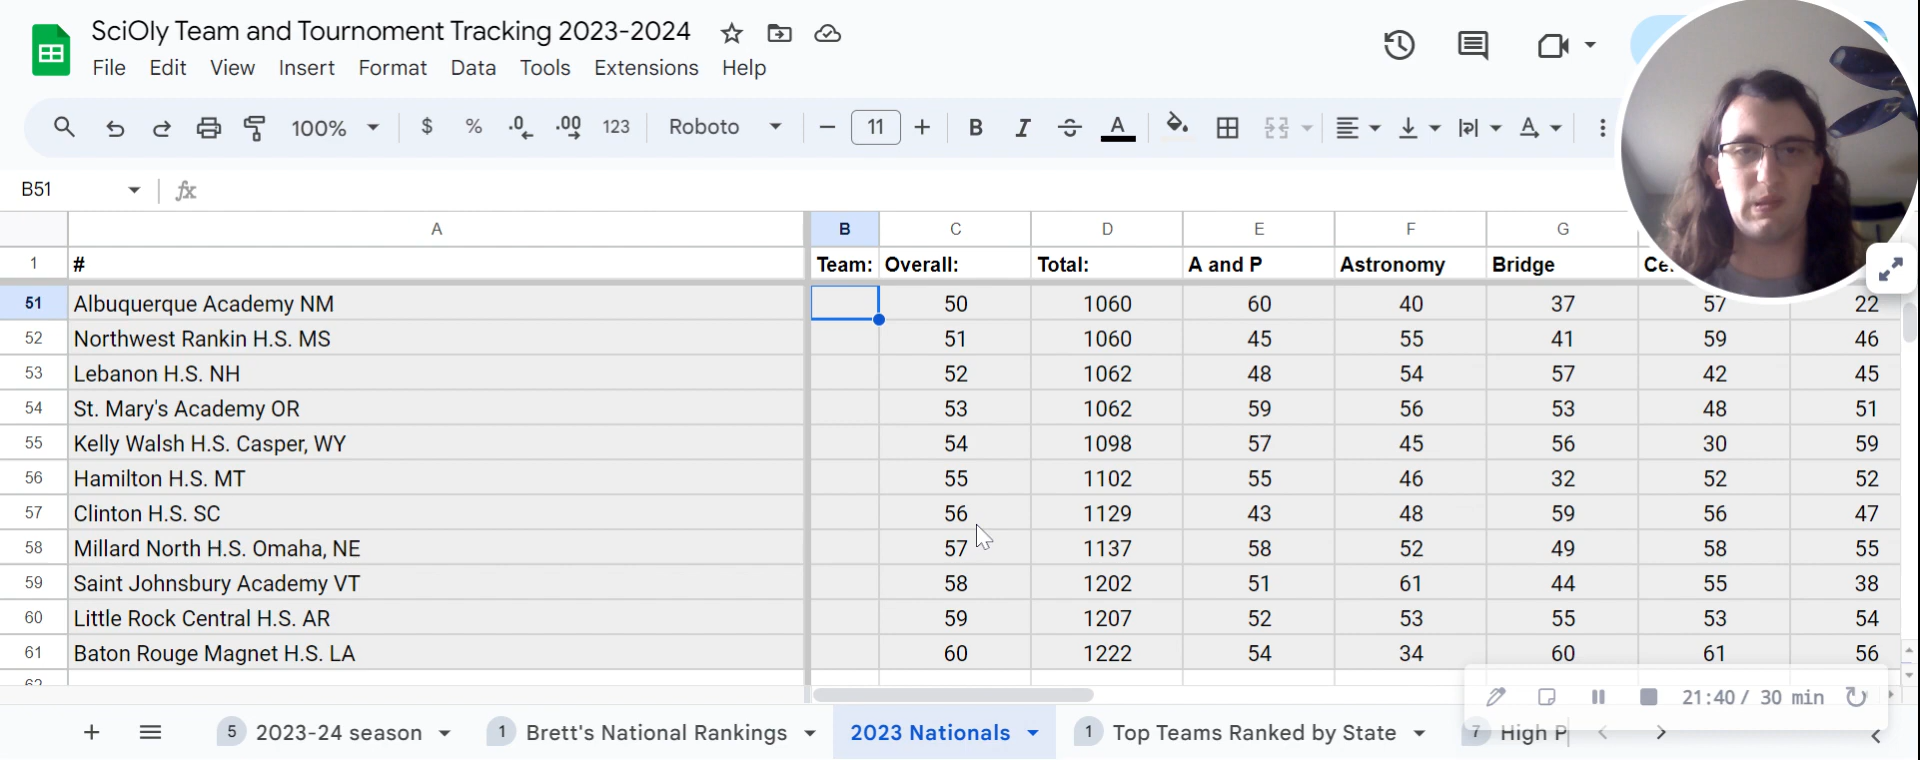 SciOly Team and Tournoment Tracking 2023-2024
File Edit View Insert Format Data Tools Extensions Help
100% $ % .0 .00 123 Roboto 11 B I S A A
B51 fx
A B C D E F G
1 # Team: Overall: Total: A and P Astronomy Bridge
51 Albuquerque Academy NM 50 1060 60 40 37 57 22
52 Northwest Rankin H.S. MS 51 1060 45 55 41 59 46
53 Lebanon H.S. NH 52 1062 48 54 57 42 45
54 St. Mary's Academy OR 53 1062 59 56 53 48 51
55 Kelly Walsh H.S. Casper, WY 54 1098 57 45 56 30 59
56 Hamilton H.S. MT 55 1102 55 46 32 52 52
57 Clinton H.S. SC 56 1129 43 48 59 56 47
58 Millard North H.S. Omaha, NE 57 1137 58 52 49 58 55
59 Saint Johnsbury Academy VT 58 1202 51 61 44 55 38
60 Little Rock Central H.S. AR 59 1207 52 53 55 53 54
61 Baton Rouge Magnet H.S. LA 60 1222 54 34 60 61 56
62
21:40 / 30 min
5 2023-24 season 1 Brett's National Rankings 2023 Nationals 1 Top Teams Ranked by State 7 High P